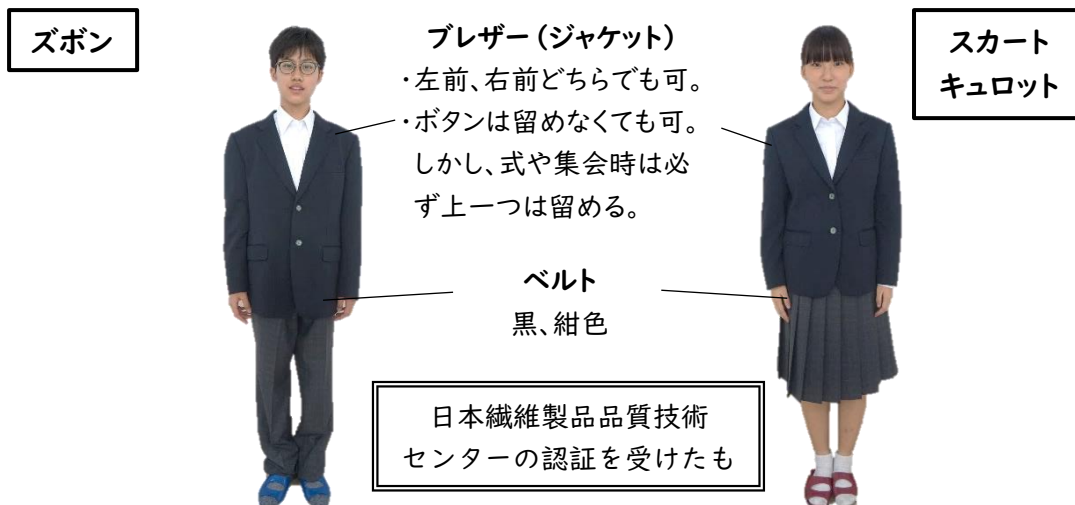 ズボン
ブレザー(ジャケット)
・左前、右前どちらでも可。
・ボタンは留めなくても可。
しかし、式や集会時は必
ず上一つは留める。
スカート
キュロット
ベルト
黒、紺色
日本繊維製品品質技術
センターの認証を受けたも